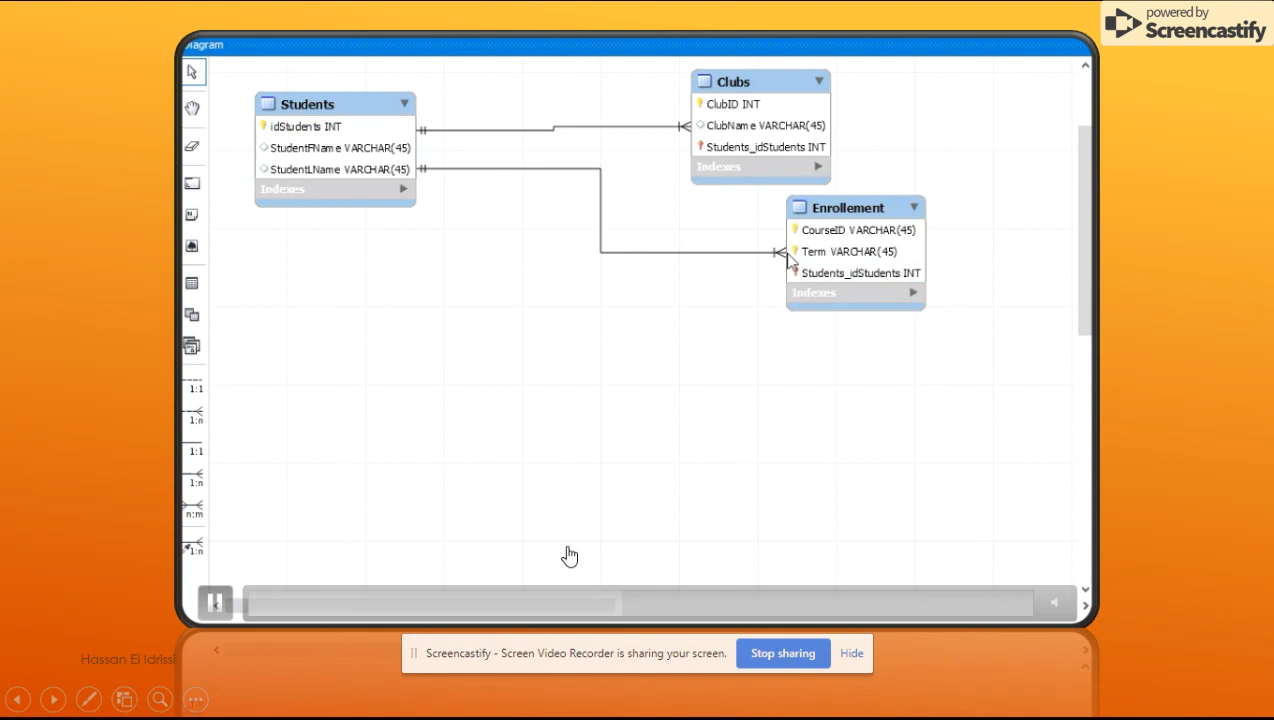 powered by
Screencastify
Diagram
Students
idStudents INT
StudentFName VARCHAR(45)
StudentLName VARCHAR(45)
Indexes
Clubs
ClubID INT
ClubName VARCHAR(45)
Students_idStudents INT
Indexes
Enrollement
CourseID VARCHAR(45)
Term VARCHAR(45)
Students_idStudents INT
Indexes
1:1
1:n
1:1
1:n
n:m
1:n
Hassan El Idrissi
Screencastify - Screen Video Recorder is sharing your screen.
Stop sharing
Hide